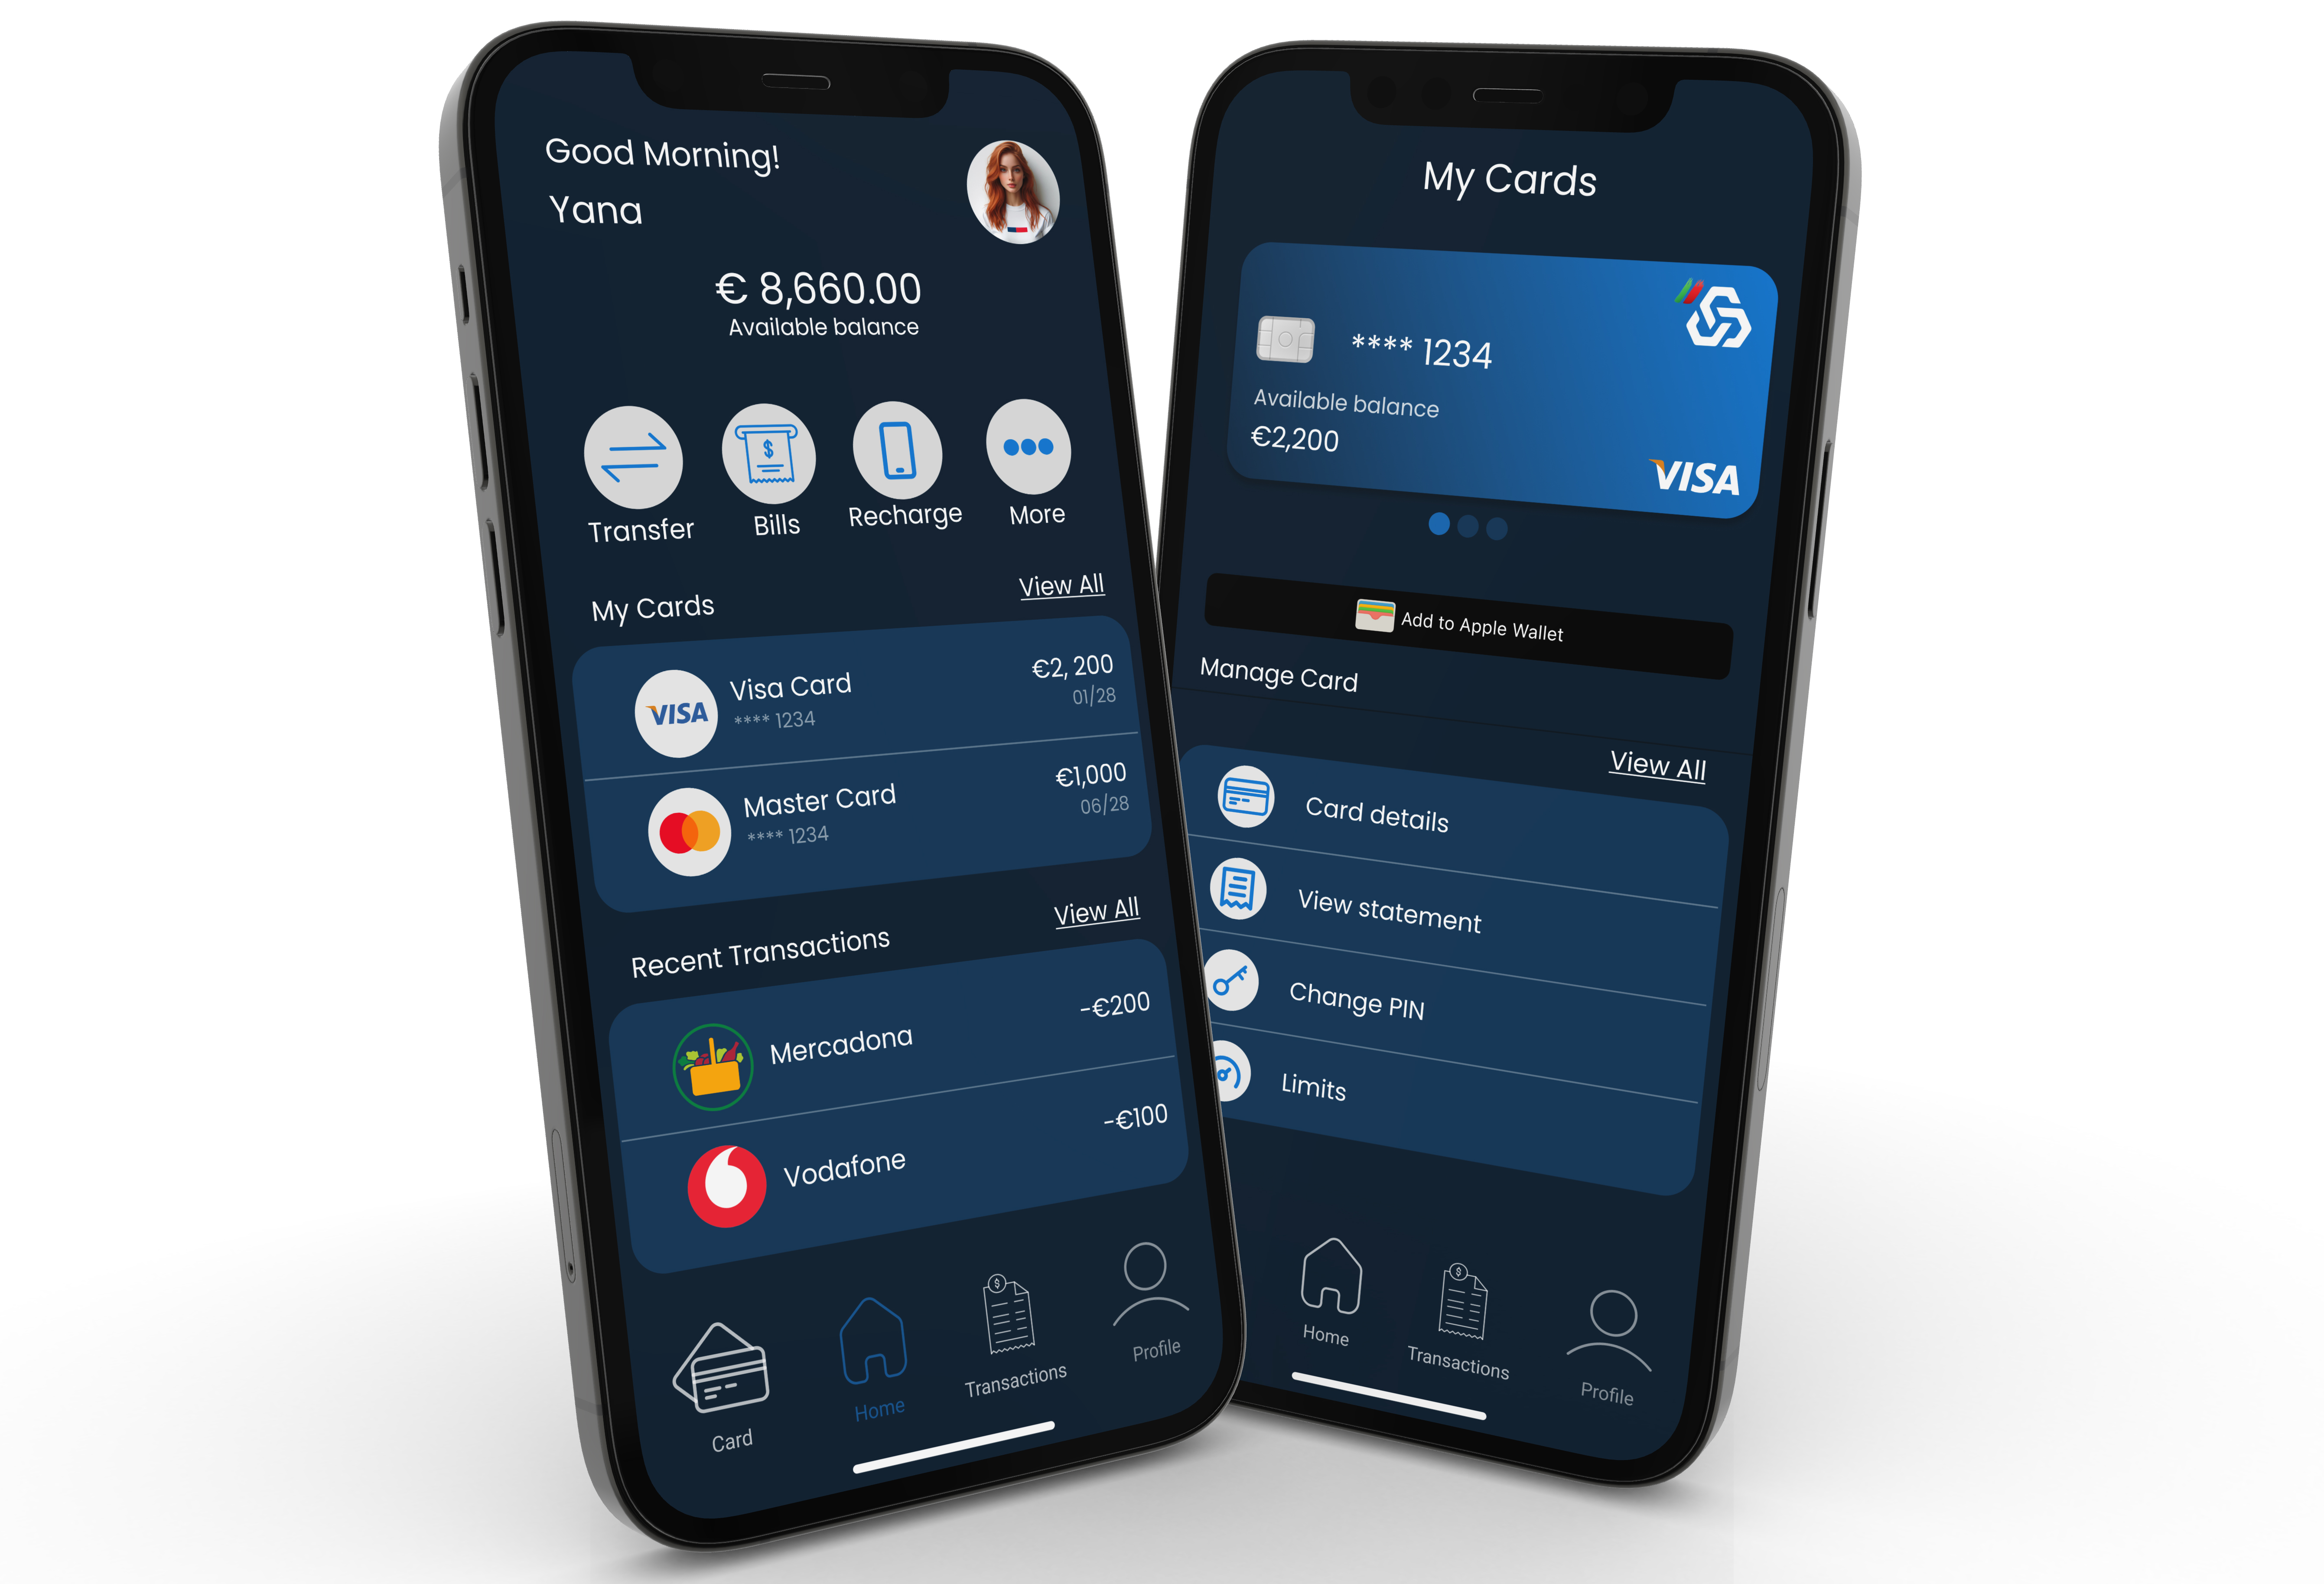 Good Morning!
Yana
€ 8,660.00
Available balance
Transfer
Bills
Recharge
More
My Cards
View All
VISA
Visa Card
€2, 200
**** 1234
01/28
Master Card
€1,000
**** 1234
06/28
Recent Transactions
View All
Mercadona
-€200
Vodafone
-€100
Card
Home
Transactions
Profile
My Cards
**** 1234
Available balance
€2,200
VISA
Add to Apple Wallet
Manage Card
View All
Card details
View statement
Change PIN
Limits
Home
Transactions
Profile